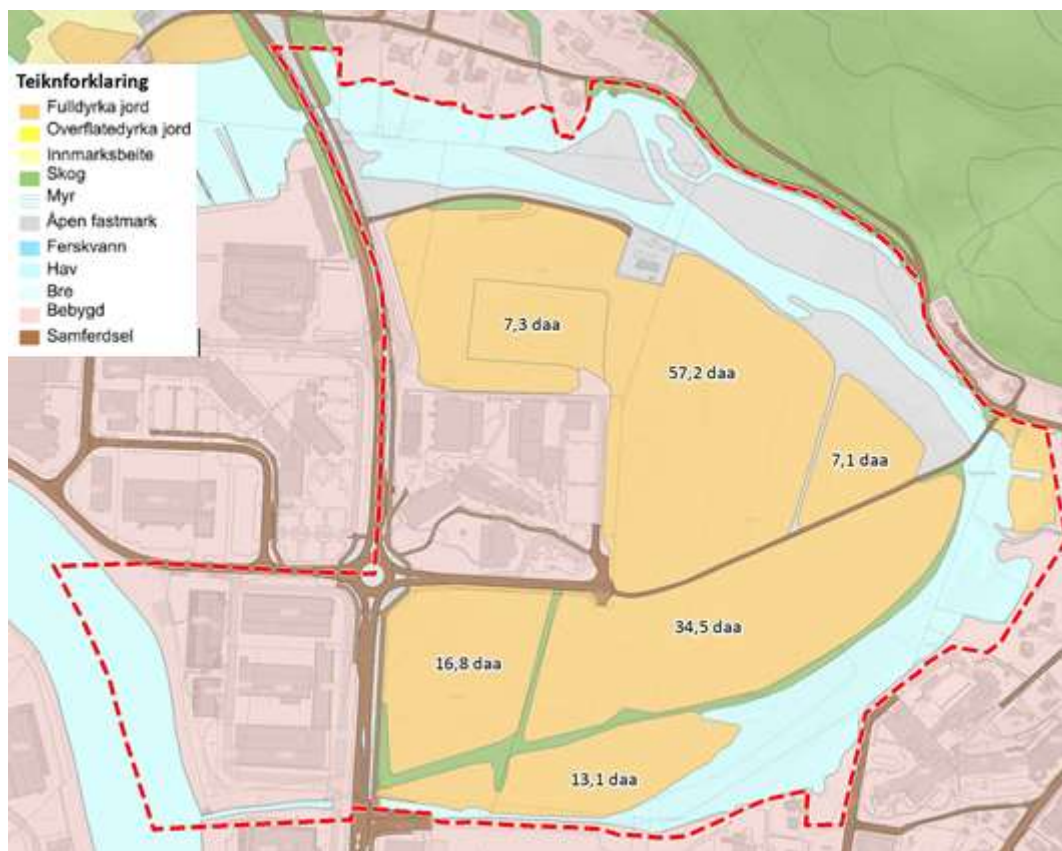 Teiknforklaring
Fulldyrka jord
Overflatedyrka jord
Innmarksbeite
Skog
Myr
Åpen fastmark
Ferskvann
Hav
Bre
Bebygd
Samferdsel
7,3 daa
57,2 daa
7,1 daa
34,5 daa
16,8 daa
13,1 daa